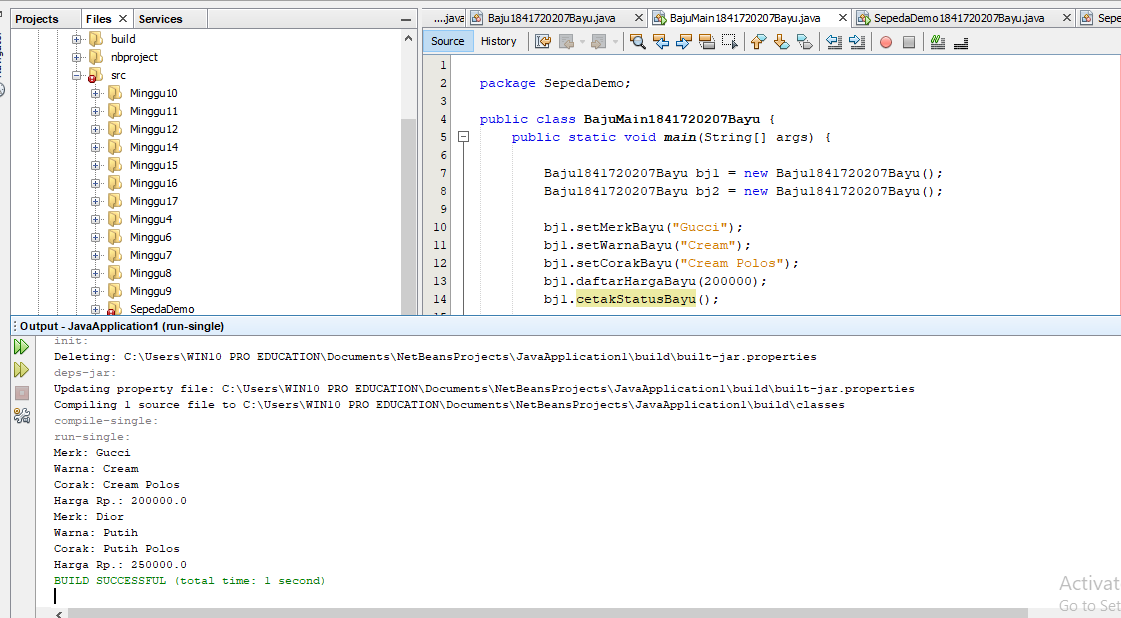 Projects Files Services
build
nbproject
src
Minggu10
Minggu11
Minggu12
Minggu14
Minggu15
Minggu16
Minggu17
Minggu4
Minggu6
Minggu7
Minggu8
Minggu9
SepedaDemo
....java Baju1841720207Bayu.java BajuMain1841720207Bayu.java SepedaDemo1841720207Bayu.java Sepe
Source History
1
2 package SepedaDemo;
3
4 public class BajuMain1841720207Bayu {
5 public static void main(String[] args) {
6
7 Baju1841720207Bayu bj1 = new Baju1841720207Bayu();
8 Baju1841720207Bayu bj2 = new Baju1841720207Bayu();
9
10 bj1.setMerkBayu("Gucci");
11 bj1.setWarnaBayu("Cream");
12 bj1.setCorakBayu("Cream Polos");
13 bj1.daftarHargaBayu(200000);
14 bj1.cetakStatusBayu();
Output - JavaApplication1 (run-single)
init:
Deleting: C:\Users\WIN10 PRO EDUCATION\Documents\NetBeansProjects\JavaApplication1\build\built-jar.properties
deps-jar:
Updating property file: C:\Users\WIN10 PRO EDUCATION\Documents\NetBeansProjects\JavaApplication1\build\built-jar.properties
Compiling 1 source file to C:\Users\WIN10 PRO EDUCATION\Documents\NetBeansProjects\JavaApplication1\build\classes
compile-single:
run-single:
Merk: Gucci
Warna: Cream
Corak: Cream Polos
Harga Rp.: 200000.0
Merk: Dior
Warna: Putih
Corak: Putih Polos
Harga Rp.: 250000.0
BUILD SUCCESSFUL (total time: 1 second)
Activat
Go to Set